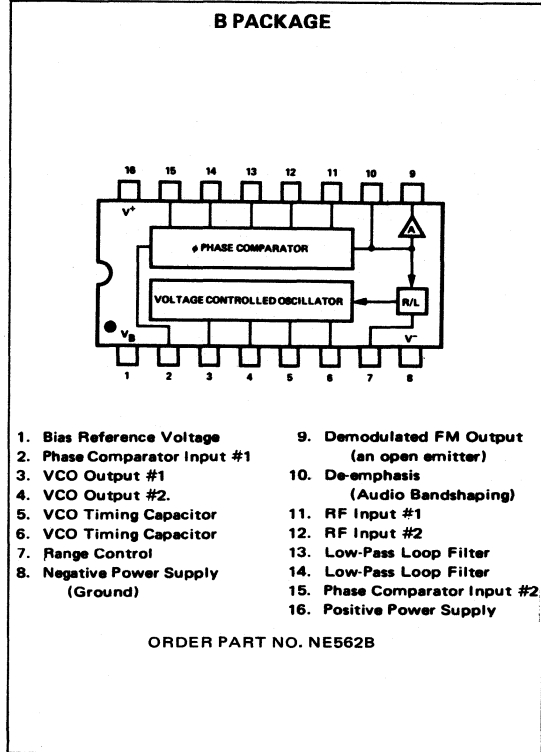 B PACKAGE
16 15 14 13 12 11 10 9
V+
A
ø PHASE COMPARATOR
VOLTAGE CONTROLLED OSCILLATOR
R/L
VB
V-
1 2 3 4 5 6 7 8
1. Bias Reference Voltage
2. Phase Comparator Input #1
3. VCO Output #1
4. VCO Output #2.
5. VCO Timing Capacitor
6. VCO Timing Capacitor
7. Range Control
8. Negative Power Supply
(Ground)
9. Demodulated FM Output
(an open emitter)
10. De-emphasis
(Audio Bandshaping)
11. RF Input #1
12. RF Input #2
13. Low-Pass Loop Filter
14. Low-Pass Loop Filter
15. Phase Comparator Input #2
16. Positive Power Supply
ORDER PART NO. NE562B